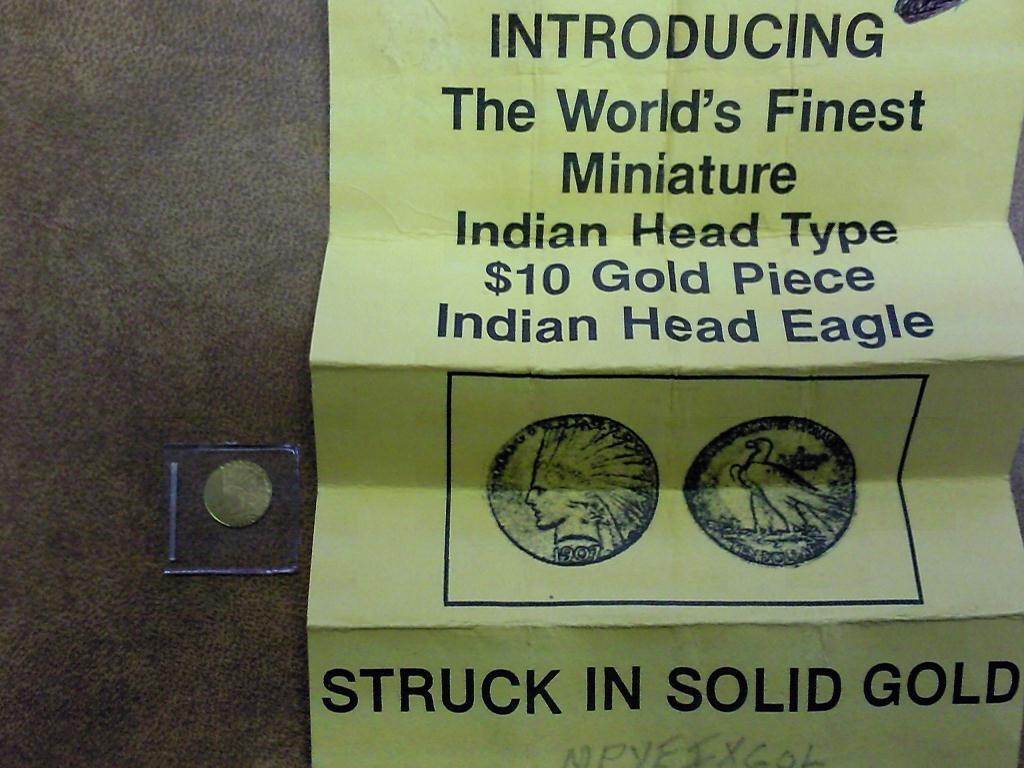 INTRODUCING
The World's Finest
Miniature
Indian Head Type
$10 Gold Piece
Indian Head Eagle
1907
STRUCK IN SOLID GOLD